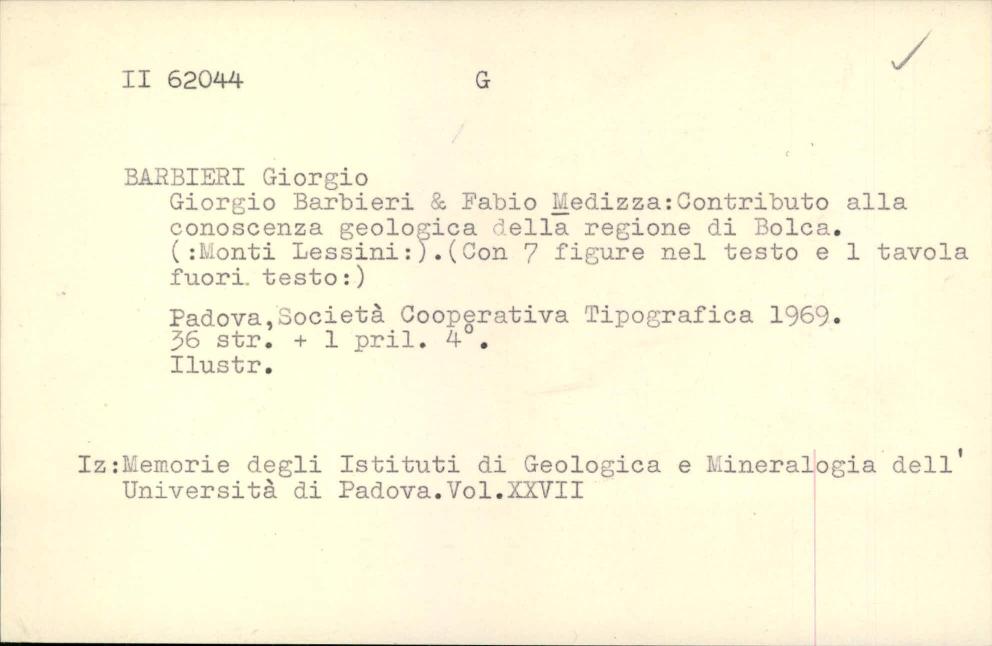 II 62044 G
BARBIERI Giorgio
Giorgio Barbieri & Fabio Medizza:Contributo alla
conoscenza geologica della regione di Bolca.
(:Monti Lessini:).(Con 7 figure nel testo e 1 tavola
fuori testo:)
Padova,Società Cooperativa Tipografica 1969.
36 str. + 1 pril. 4°.
Ilustr.
Iz:Memorie degli Istituti di Geologica e Mineralogia dell'
Università di Padova.Vol.XXVII